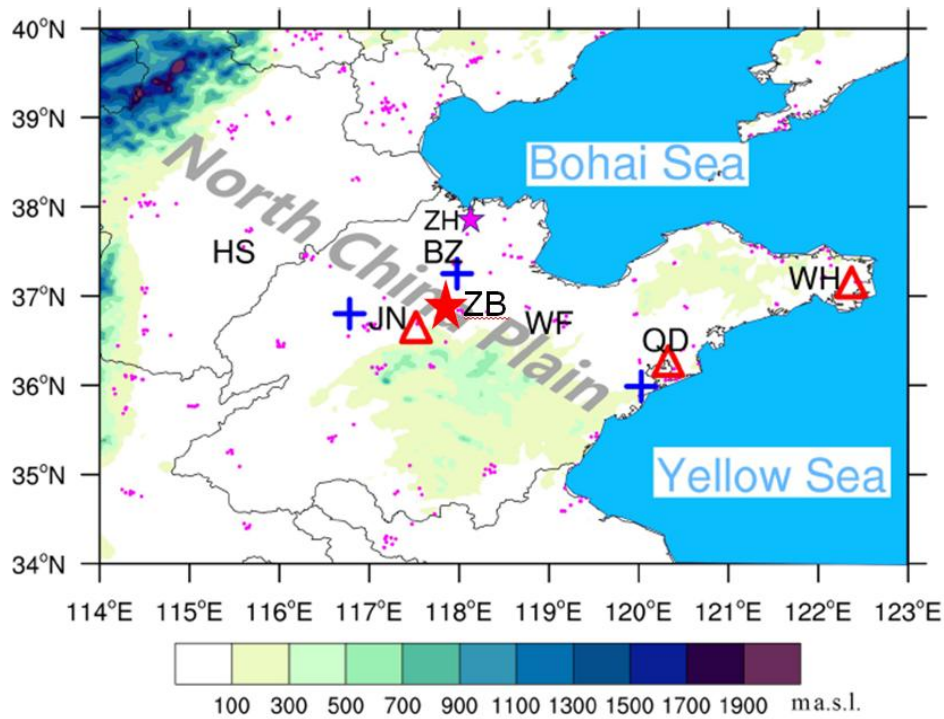 40°N
39°N
38°N
37°N
36°N
35°N
34°N
Bohai Sea
North China Plain
ZH
HS
BZ
WH
ZB
JN
WF
QD
Yellow Sea
114°E 115°E 116°E 117°E 118°E 119°E 120°E 121°E 122°E 123°E
100 300 500 700 900 1100 1300 1500 1700 1900 m a.s.l.